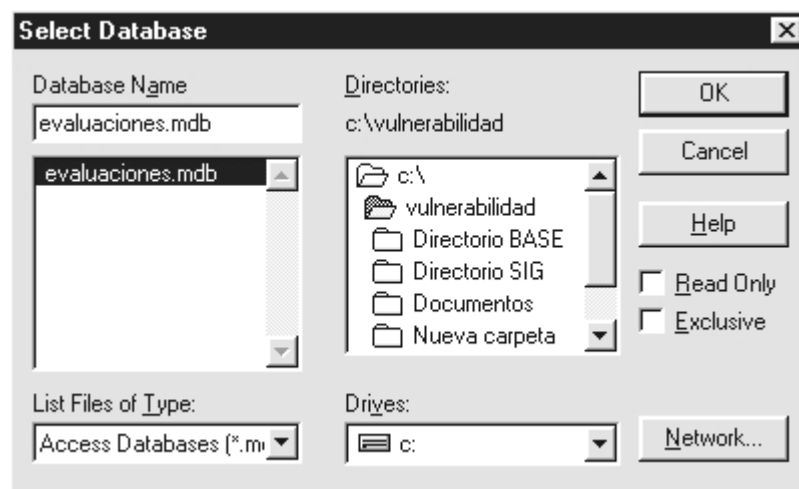 Select Database
Database Name
evaluaciones.mdb
evaluaciones.mdb
List Files of Type:
Access Databases (*.m
Directories:
c:\vulnerabilidad
c:\
vulnerabilidad
Directorio BASE
Directorio SIG
Documentos
Nueva carpeta
Drives:
c:
OK
Cancel
Help
Read Only
Exclusive
Network...